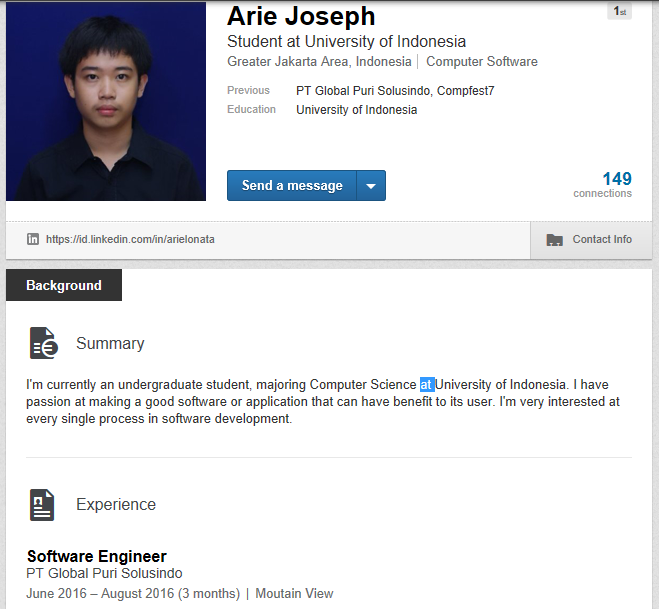 Arie Joseph
1st
Student at University of Indonesia
Greater Jakarta Area, Indonesia | Computer Software
Previous PT Global Puri Solusindo, Compfest7
Education University of Indonesia
Send a message
149
connections
https://id.linkedin.com/in/arielonata
Contact Info
Background
Summary
I'm currently an undergraduate student, majoring Computer Science at University of Indonesia. I have
passion at making a good software or application that can have benefit to its user. I'm very interested at
every single process in software development.
Experience
Software Engineer
PT Global Puri Solusindo
June 2016 – August 2016 (3 months) | Moutain View